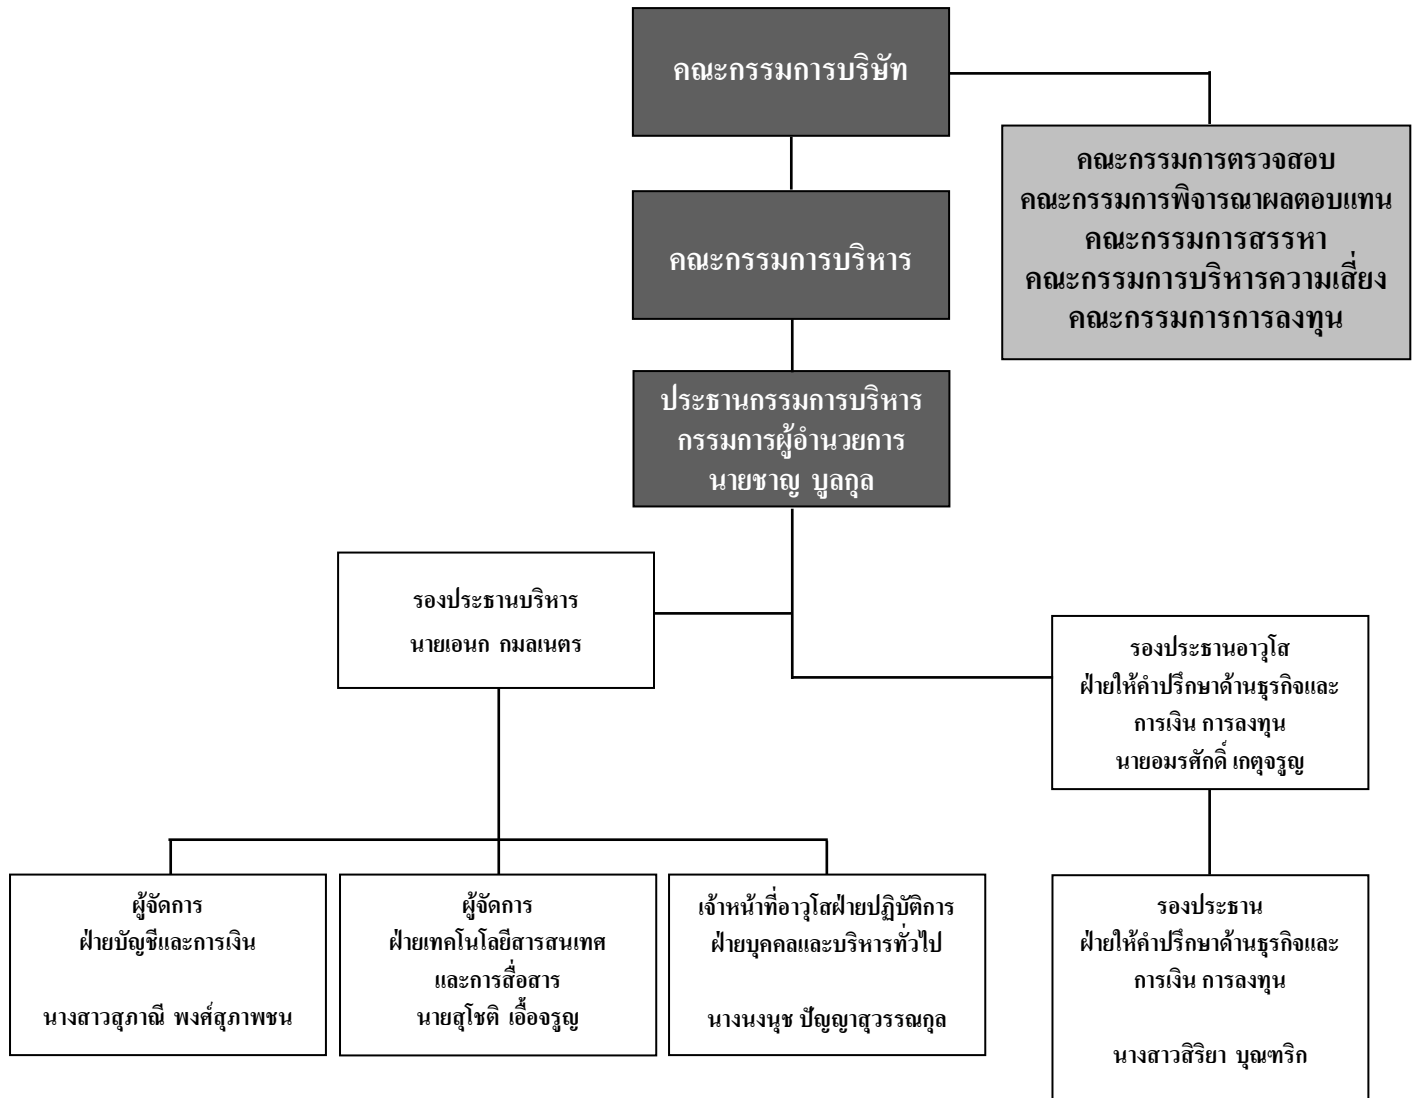 คณะกรรมการบริษัท
คณะกรรมการตรวจสอบ
คณะกรรมการพิจารณาผลตอบแทน
คณะกรรมการสรรหา
คณะกรรมการบริหารความเสี่ยง
คณะกรรมการการลงทุน
คณะกรรมการบริหาร
ประธานกรรมการบริหาร
กรรมการผู้อำนวยการ
นายชาญ บูลกุล
รองประธานบริหาร
นายเอนก กมลเนตร
รองประธานอาวุโส
ฝ่ายให้คำปรึกษาด้านธุรกิจและ
การเงิน การลงทุน
นายอมรศักดิ์ เกตุจรูญ
ผู้จัดการ
ฝ่ายบัญชีและการเงิน
นางสาวสุภาณี พงศ์สุภาพชน
ผู้จัดการ
ฝ่ายเทคโนโลยีสารสนเทศ
และการสื่อสาร
นายสุโชติ เอื้อจรูญ
เจ้าหน้าที่อาวุโสฝ่ายปฏิบัติการ
ฝ่ายบุคคลและบริหารทั่วไป
นางนงนุช ปัญญาสุวรรณกุล
รองประธาน
ฝ่ายให้คำปรึกษาด้านธุรกิจและ
การเงิน การลงทุน
นางสาวสิริยา บุณฑริก